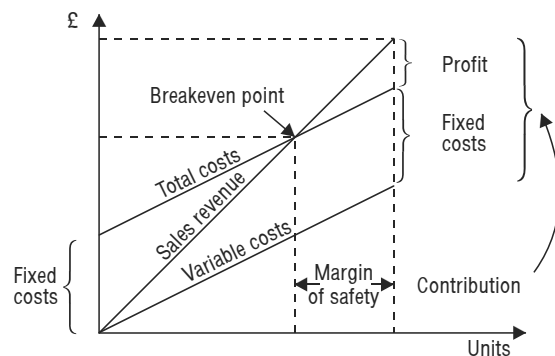 £
Profit
Breakeven point
Fixed
costs
Total costs
Sales revenue
Variable costs
Fixed
costs
Margin
of safety
Contribution
Units